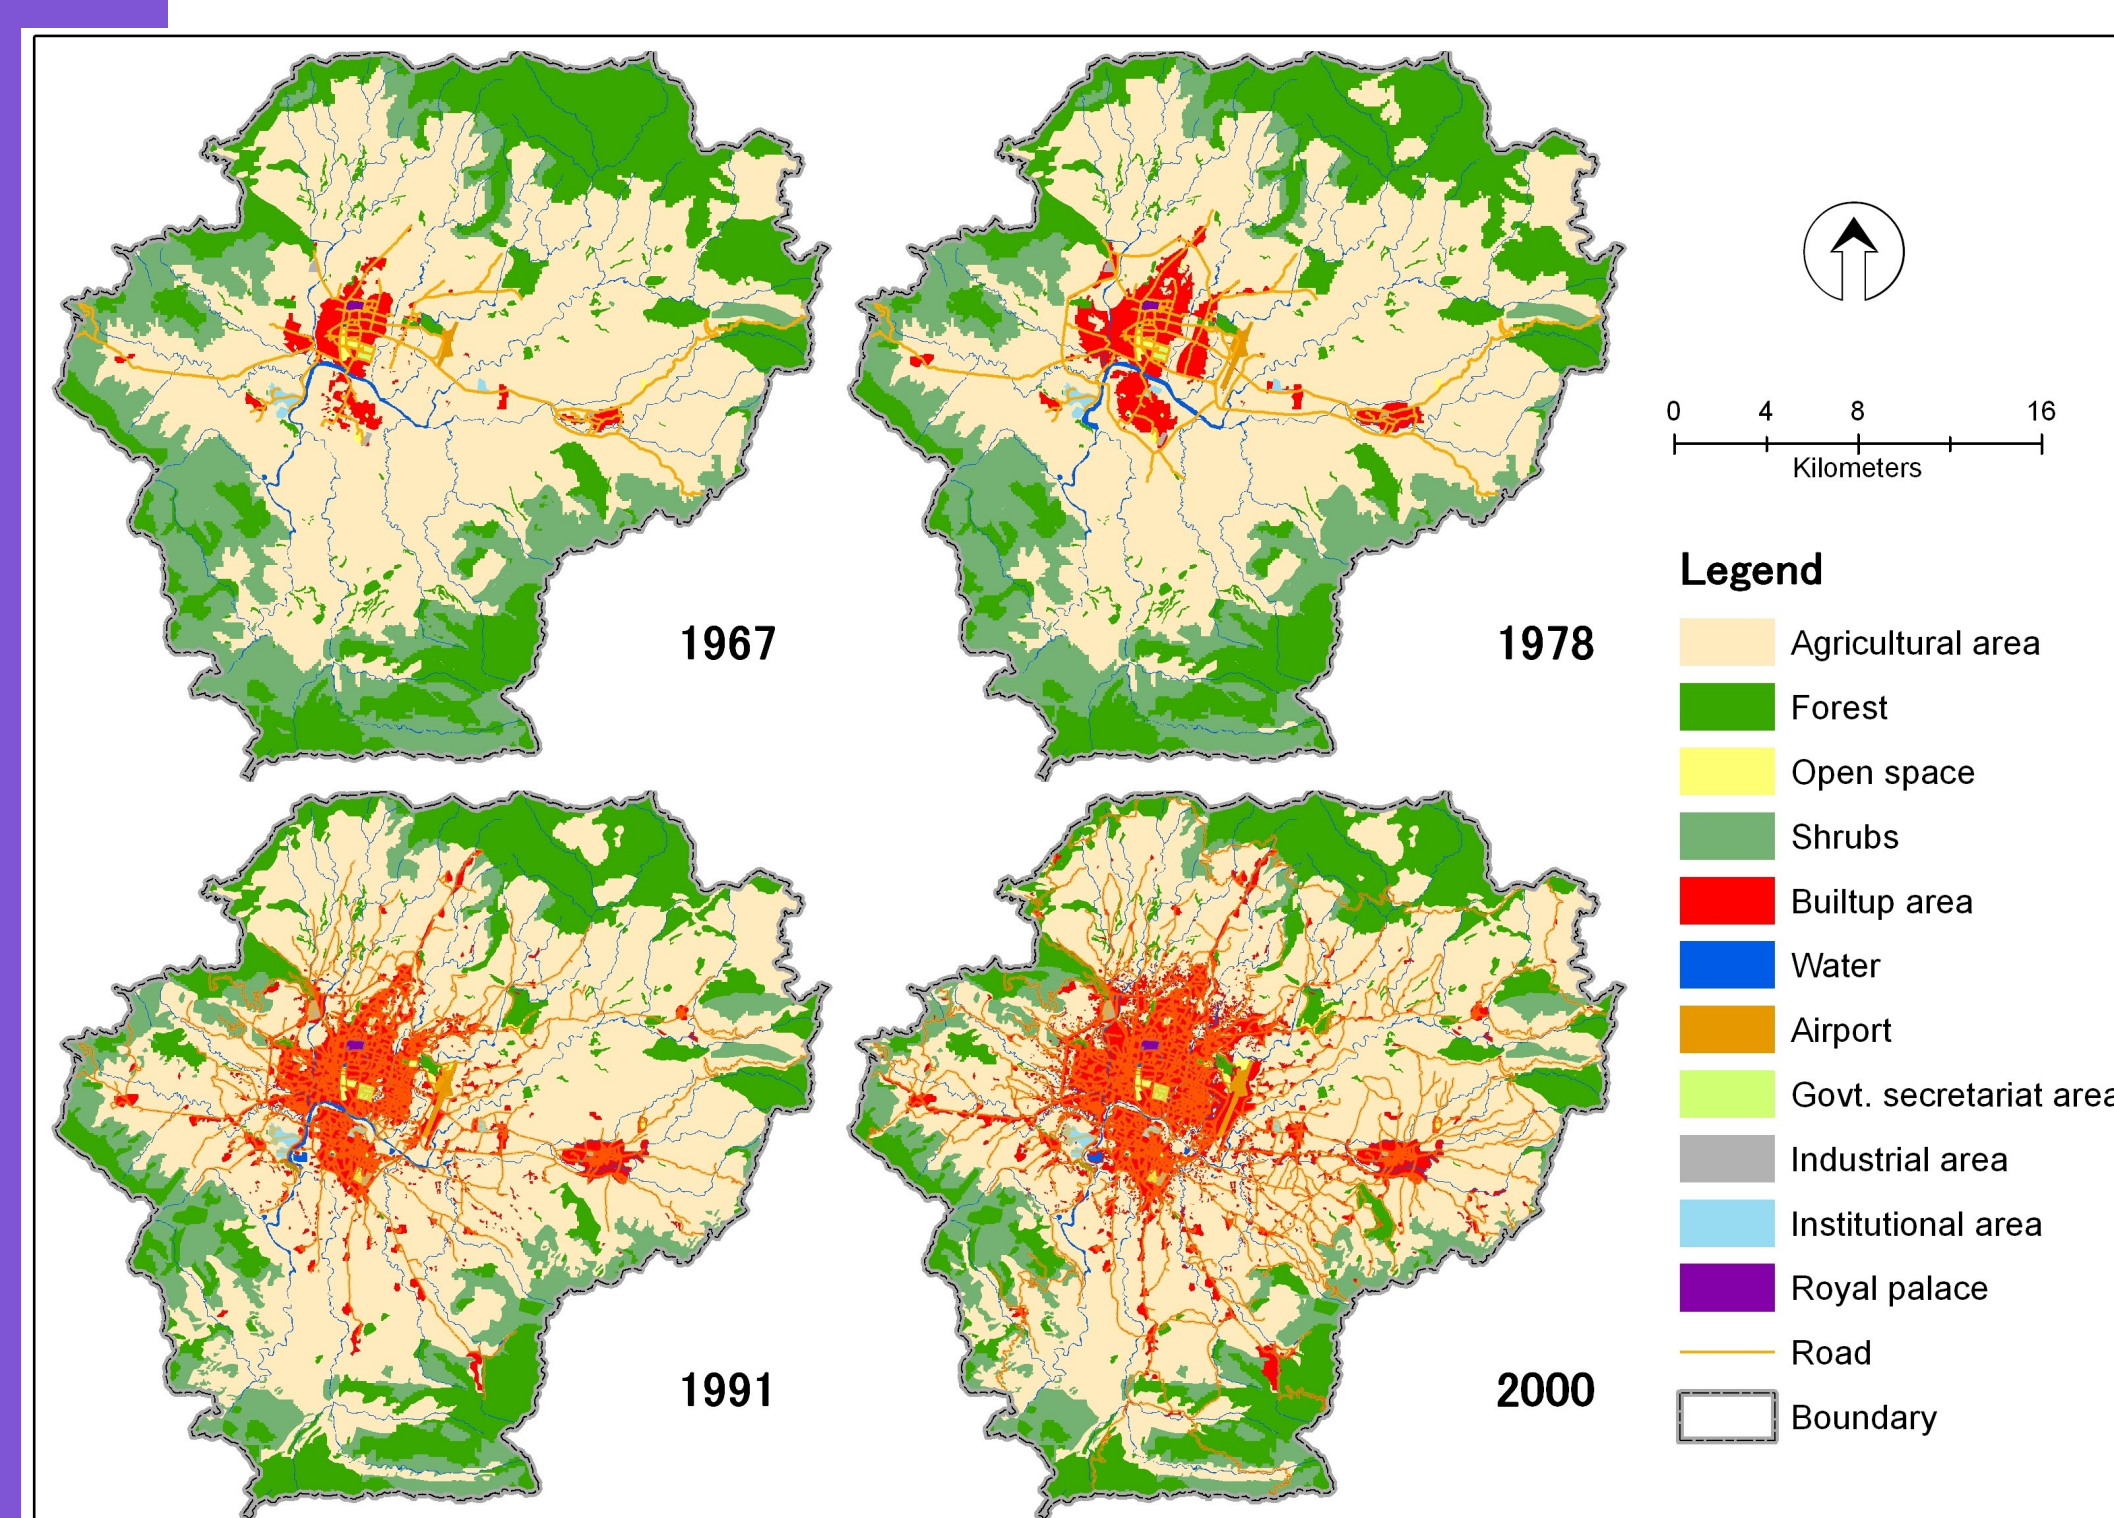 1967
1978
0 4 8 16
Kilometers
Legend
Agricultural area
Forest
Open space
Shrubs
Builtup area
Water
Airport
Govt. secretariat area
Industrial area
Institutional area
Royal palace
Road
Boundary
1991
2000